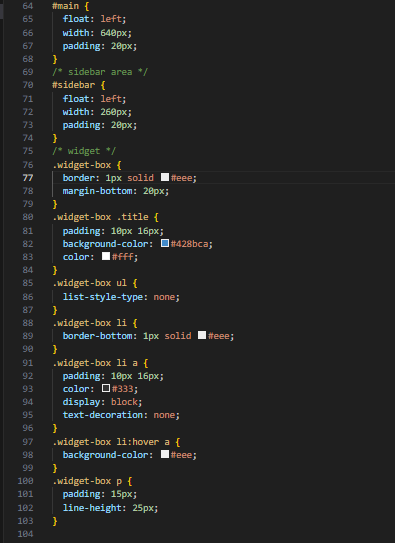 64 #main {
65 float: left;
66 width: 640px;
67 padding: 20px;
68 }
69 /* sidebar area */
70 #sidebar {
71 float: left;
72 width: 260px;
73 padding: 20px;
74 }
75 /* widget */
76 .widget-box {
77 border: 1px solid #eee;
78 margin-bottom: 20px;
79 }
80 .widget-box .title {
81 padding: 10px 16px;
82 background-color: #428bca;
83 color: #fff;
84 }
85 .widget-box ul {
86 list-style-type: none;
87 }
88 .widget-box li {
89 border-bottom: 1px solid #eee;
90 }
91 .widget-box li a {
92 padding: 10px 16px;
93 color: #333;
94 display: block;
95 text-decoration: none;
96 }
97 .widget-box li:hover a {
98 background-color: #eee;
99 }
100 .widget-box p {
101 padding: 15px;
102 line-height: 25px;
103 }
104